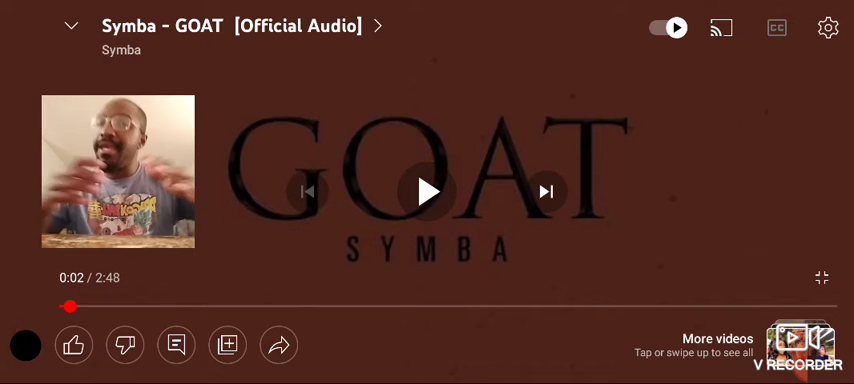 Symba - GOAT [Official Audio]
Symba
CC
GOAT
SYMBA
0:02 / 2:48
More videos
Tap or swipe up to see all
V RECORDER